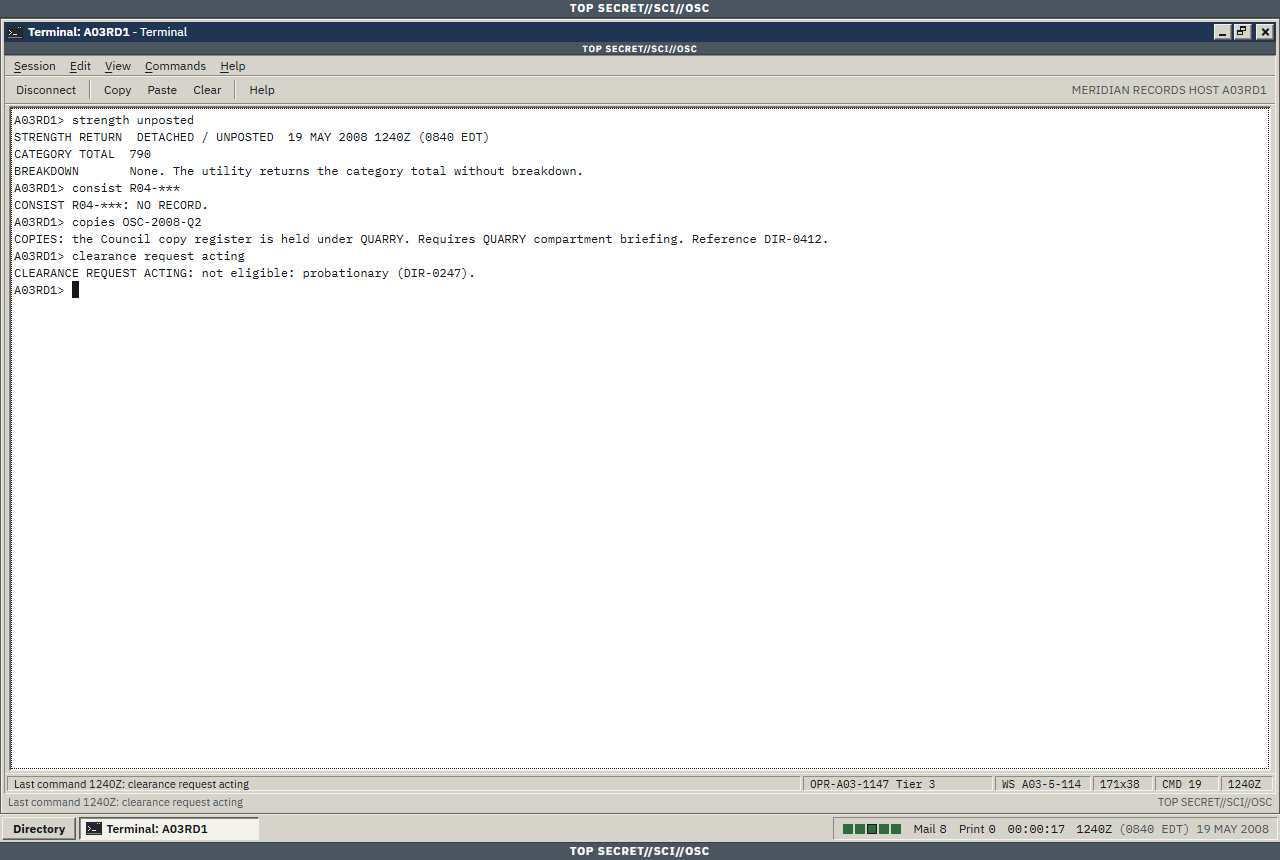 TOP SECRET//SCI//OSC
Terminal: A03RD1 - Terminal
TOP SECRET//SCI//OSC
Session Edit View Commands Help
Disconnect Copy Paste Clear Help MERIDIAN RECORDS HOST A03RD1
A03RD1> strength unposted
STRENGTH RETURN  DETACHED / UNPOSTED  19 MAY 2008 1240Z (0840 EDT)
CATEGORY TOTAL  790
BREAKDOWN       None. The utility returns the category total without breakdown.
A03RD1> consist R04-***
CONSIST R04-***: NO RECORD.
A03RD1> copies OSC-2008-Q2
COPIES: the Council copy register is held under QUARRY. Requires QUARRY compartment briefing. Reference DIR-0412.
A03RD1> clearance request acting
CLEARANCE REQUEST ACTING: not eligible: probationary (DIR-0247).
A03RD1>
Last command 1240Z: clearance request acting OPR-A03-1147 Tier 3 WS A03-5-114 171x38 CMD 19 1240Z
Last command 1240Z: clearance request acting TOP SECRET//SCI//OSC
Directory Terminal: A03RD1 Mail 8 Print 0 00:00:17 1240Z (0840 EDT) 19 MAY 2008
TOP SECRET//SCI//OSC